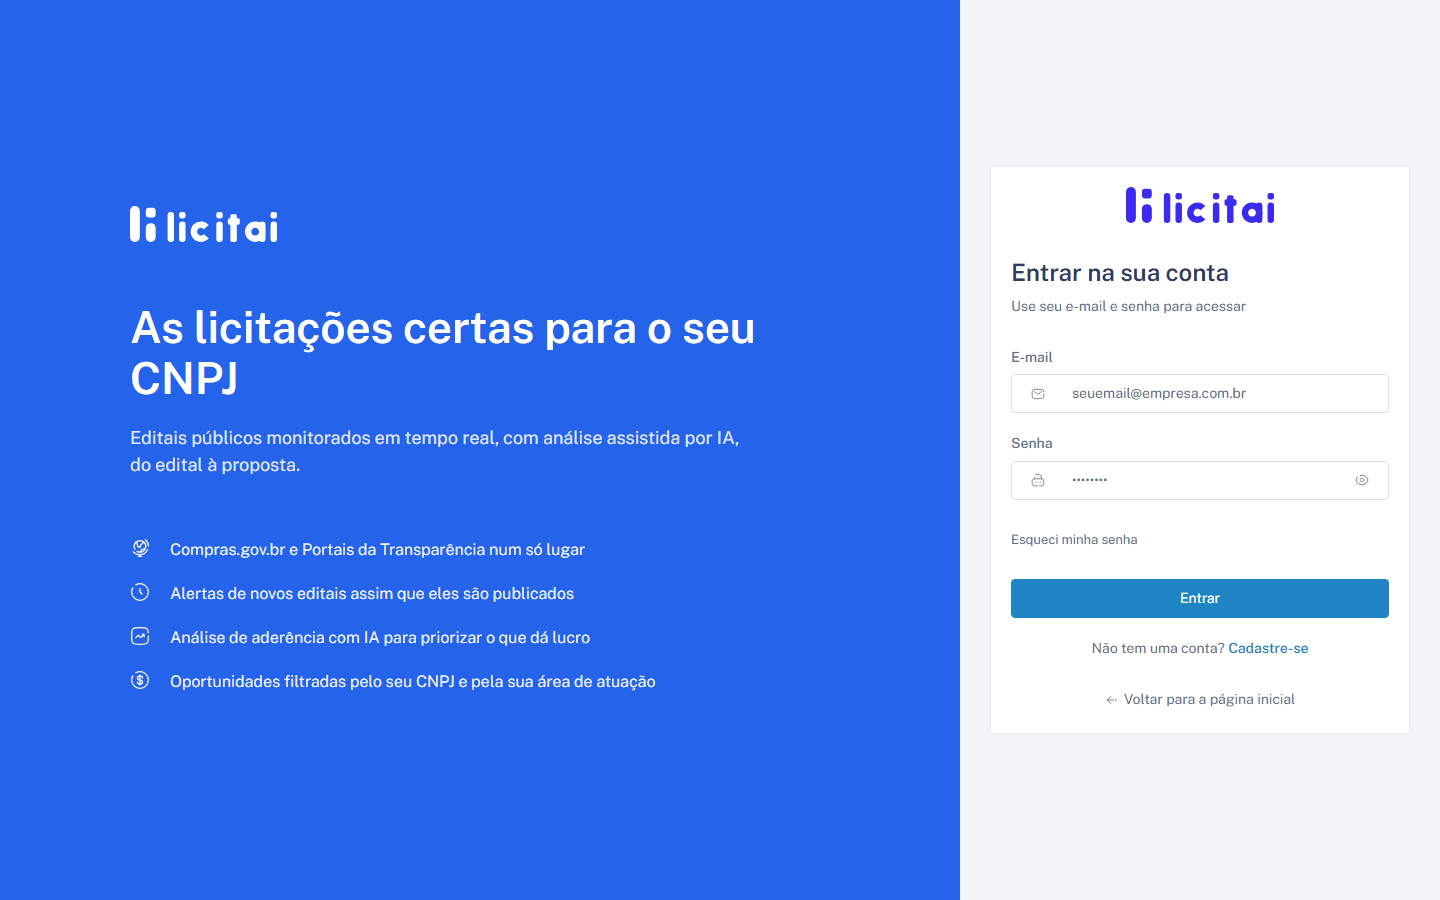 licitai
As licitações certas para o seu
CNPJ
Editais públicos monitorados em tempo real, com análise assistida por IA,
do edital à proposta.
Compras.gov.br e Portais da Transparência num só lugar
Alertas de novos editais assim que eles são publicados
Análise de aderência com IA para priorizar o que dá lucro
Oportunidades filtradas pelo seu CNPJ e pela sua área de atuação
licitai
Entrar na sua conta
Use seu e-mail e senha para acessar
E-mail
seuemail@empresa.com.br
Senha
••••••••
Esqueci minha senha
Entrar
Não tem uma conta? Cadastre-se
← Voltar para a página inicial